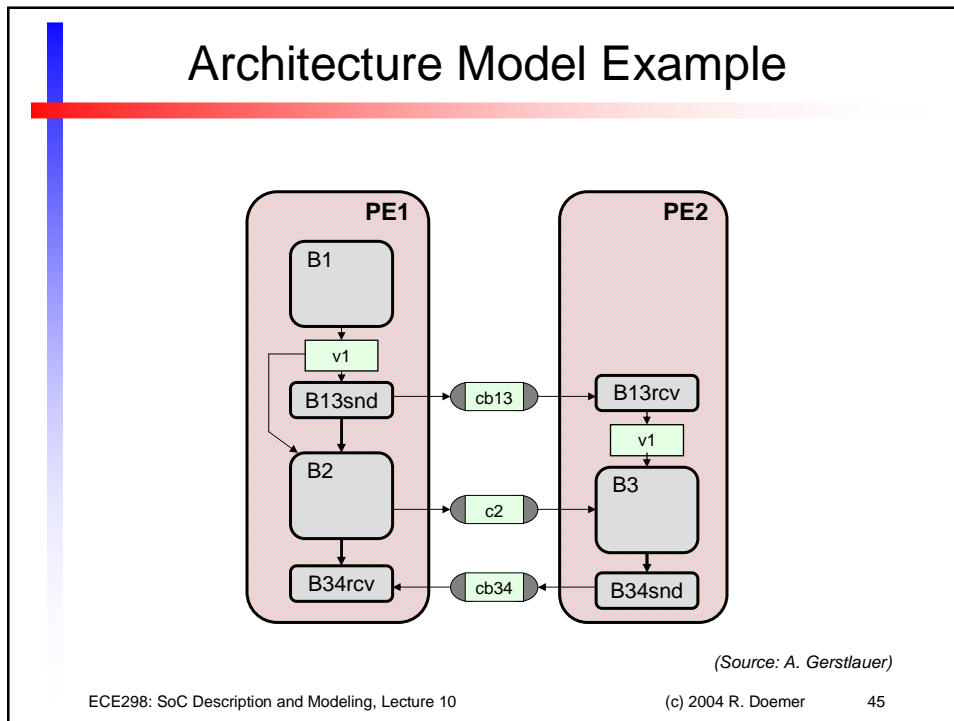 Architecture Model Example
PE1
PE2
B1
v1
B13snd
cb13
B13rcv
v1
B2
B3
c2
B34rcv
cb34
B34snd
(Source: A. Gerstlauer)
ECE298: SoC Description and Modeling, Lecture 10
(c) 2004 R. Doemer
45